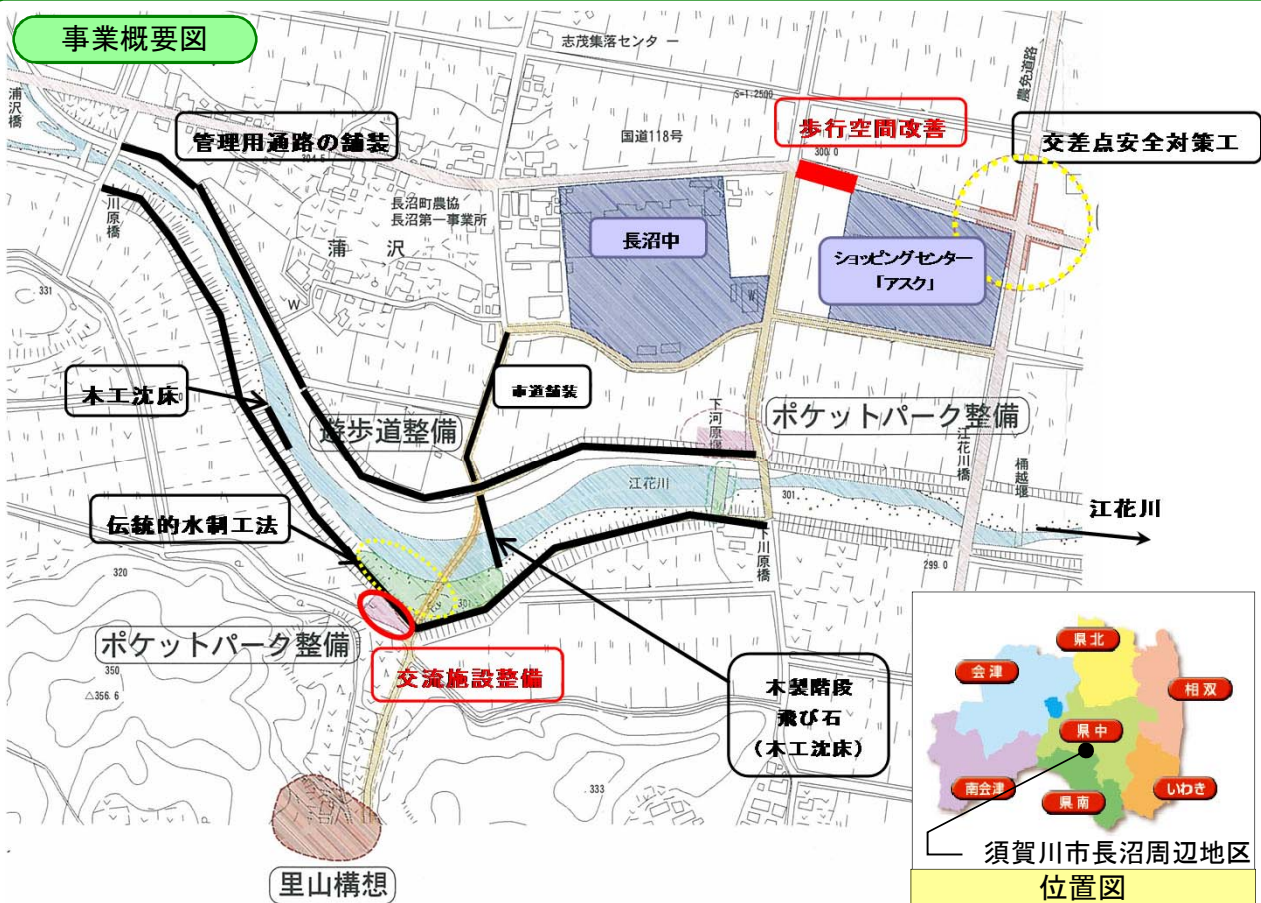 事業概要図
志茂集落センター
農免道路
浦沢橋
S=1:2500
管理用通路の舗装
歩行空間改善
交差点安全対策工
国道118号
304.5
300.0
川原橋
長沼町農協
長沼第一事業所
蒲沢
長沼中
ショッピングセンター
「アスク」
331
W
W
木工沈床
遊歩道整備
市道舗装
下河原堰
ポケットパーク整備
江花川橋
桶越堰
江花川
301
江花川
伝統的水制工法
下川原橋
299.0
320
301
ポケットパーク整備
350
△356.6
交流施設整備
木製階段
飛び石
(木工沈床)
333
里山構想
県北
会津
相双
県中
南会津
県南
いわき
須賀川市長沼周辺地区
位置図